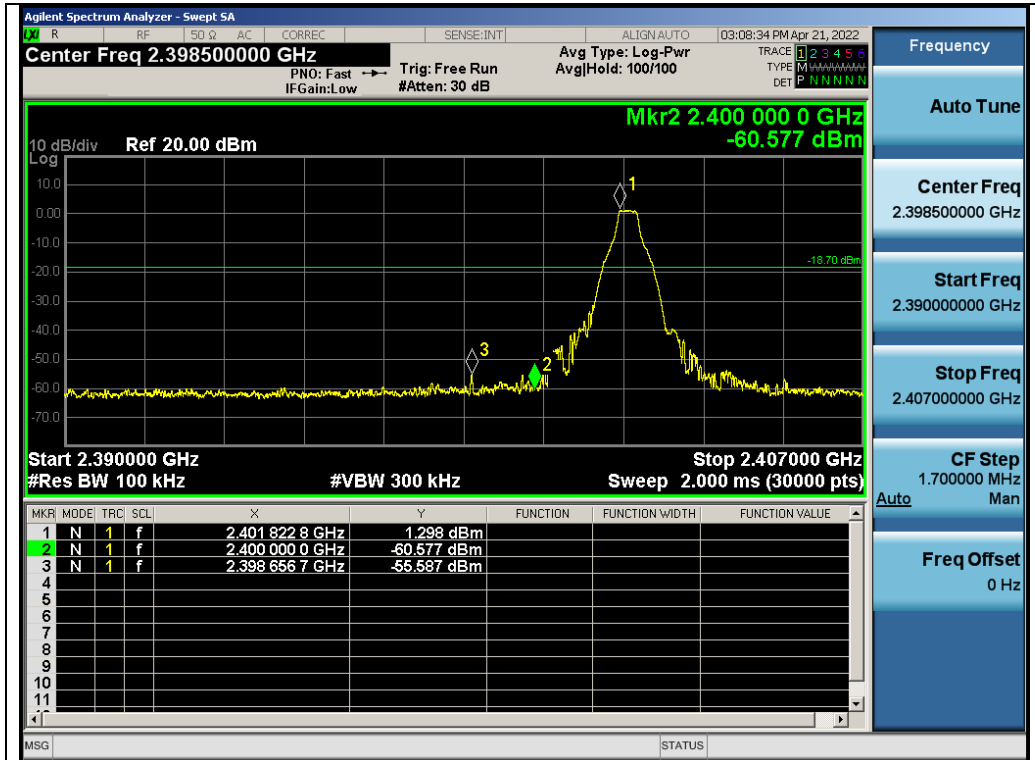 Agilent Spectrum Analyzer - Swept SA
LXI R RF 50 Ω AC CORREC SENSE:INT ALIGN AUTO 03:08:34 PM Apr 21, 2022
Center Freq 2.398500000 GHz
PNO: Fast
IFGain:Low
Trig: Free Run
#Atten: 30 dB
Avg Type: Log-Pwr
Avg|Hold: 100/100
TRACE 1 2 3 4 5 6
TYPE M W W W W W
DET P N N N N N
Mkr2 2.400 000 0 GHz
-60.577 dBm
10 dB/div Ref 20.00 dBm
Log
10.0
0.00
-10.0
-20.0
-30.0
-40.0
-50.0
-60.0
-70.0
1
-18.70 dBm
3
2
Start 2.390000 GHz Stop 2.407000 GHz
#Res BW 100 kHz #VBW 300 kHz Sweep 2.000 ms (30000 pts)
MKR MODE TRC SCL X Y FUNCTION FUNCTION WIDTH FUNCTION VALUE
1 N 1 f 2.401 822 8 GHz 1.298 dBm
2 N 1 f 2.400 000 0 GHz -60.577 dBm
3 N 1 f 2.398 656 7 GHz -55.587 dBm
4
5
6
7
8
9
10
11
MSG STATUS
Frequency
Auto Tune
Center Freq
2.398500000 GHz
Start Freq
2.390000000 GHz
Stop Freq
2.407000000 GHz
CF Step
1.700000 MHz
Auto Man
Freq Offset
0 Hz